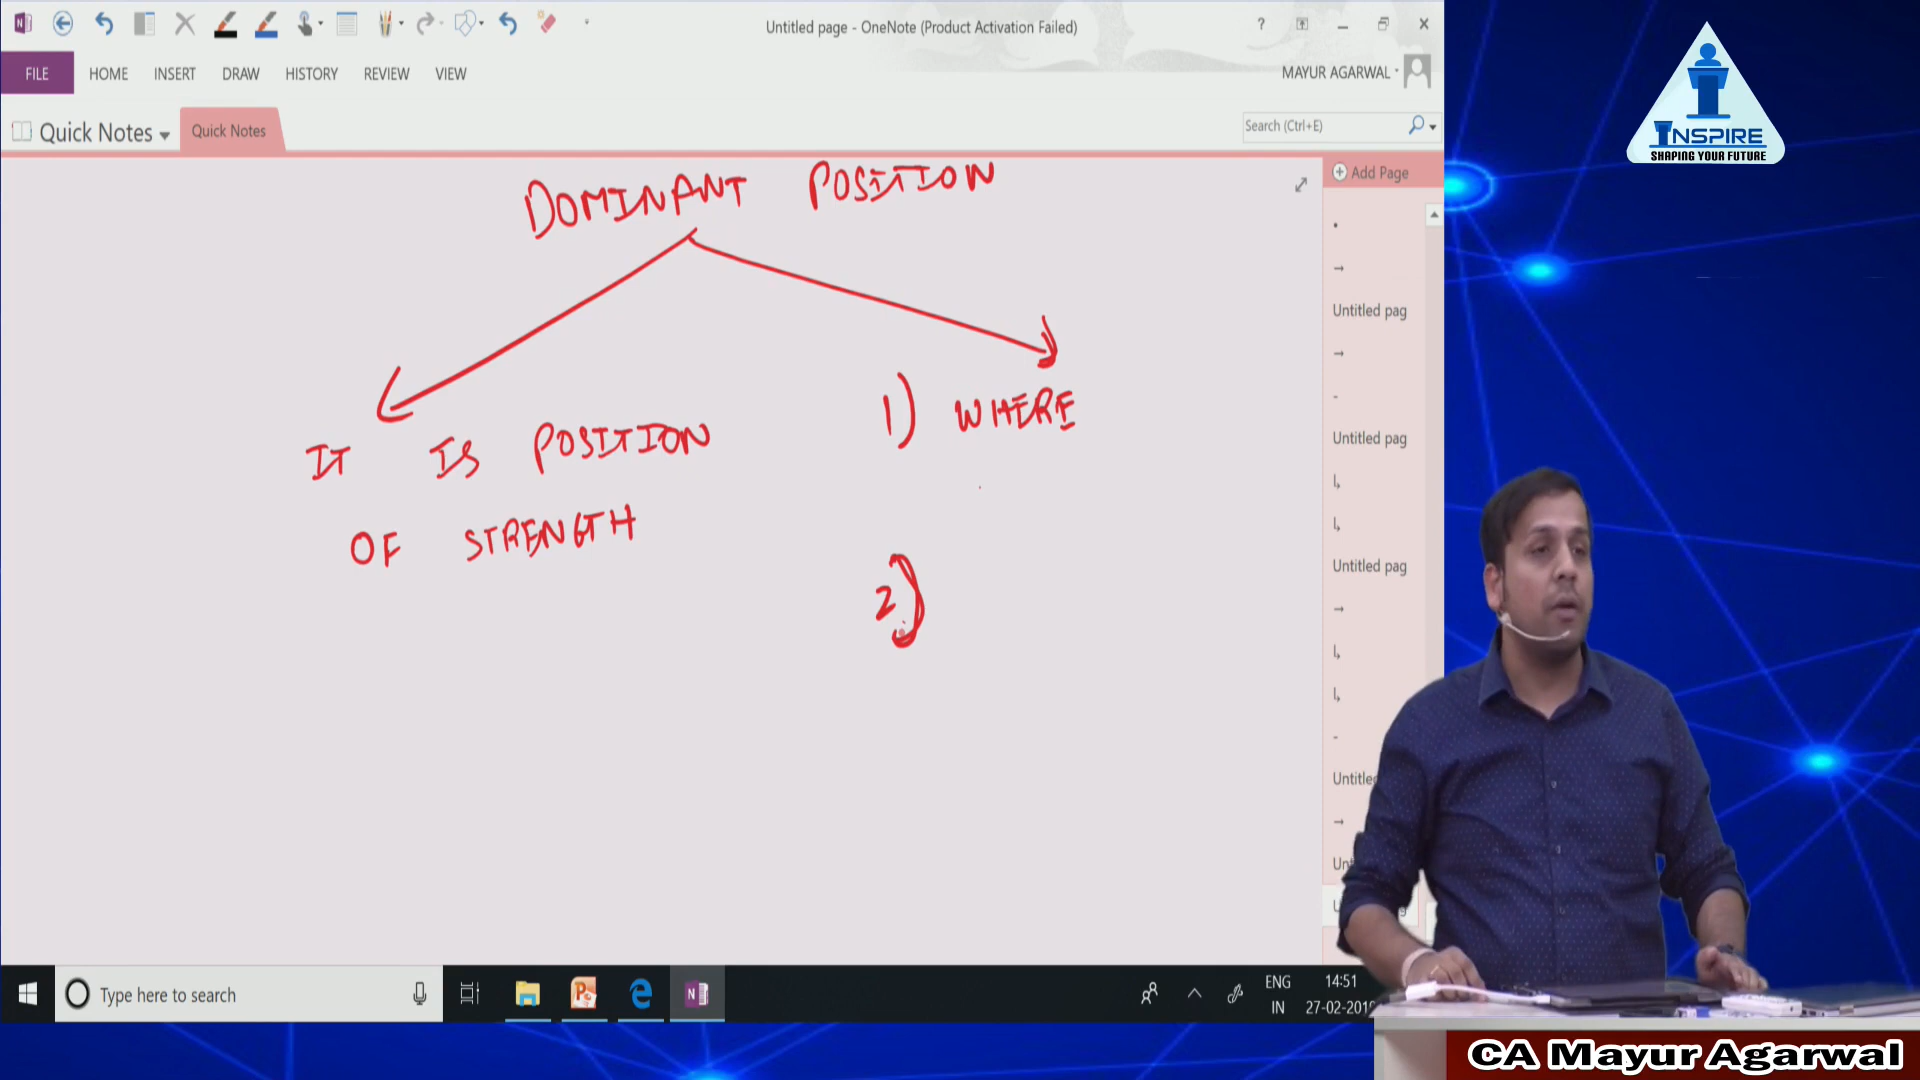 Untitled page - OneNote (Product Activation Failed)
FILE HOME INSERT DRAW HISTORY REVIEW VIEW
MAYUR AGARWAL
Quick Notes
Quick Notes
Search (Ctrl+E)
Add Page
DOMINANT POSITION
IT IS POSITION
OF STRENGTH
1) WHERE
2)
Untitled pag
Untitled pag
Untitled pag
INSPIRE
SHAPING YOUR FUTURE
Type here to search
ENG
IN
14:51
CA Mayur Agarwal